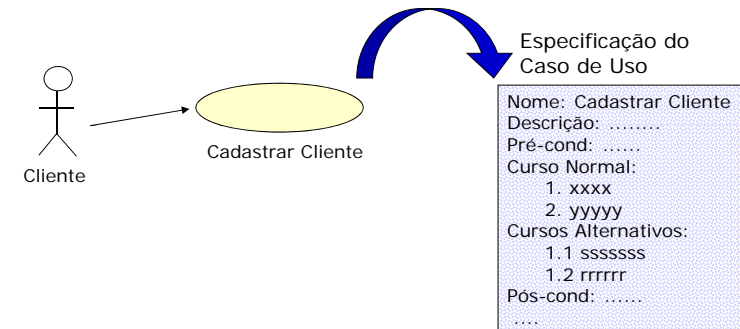 Cliente
Cadastrar Cliente
Especificação do
Caso de Uso
Nome: Cadastrar Cliente
Descrição: ........
Pré-cond: ......
Curso Normal:
1. xxxx
2. yyyyy
Cursos Alternativos:
1.1 sssssss
1.2 rrrrrr
Pós-cond: ......
....